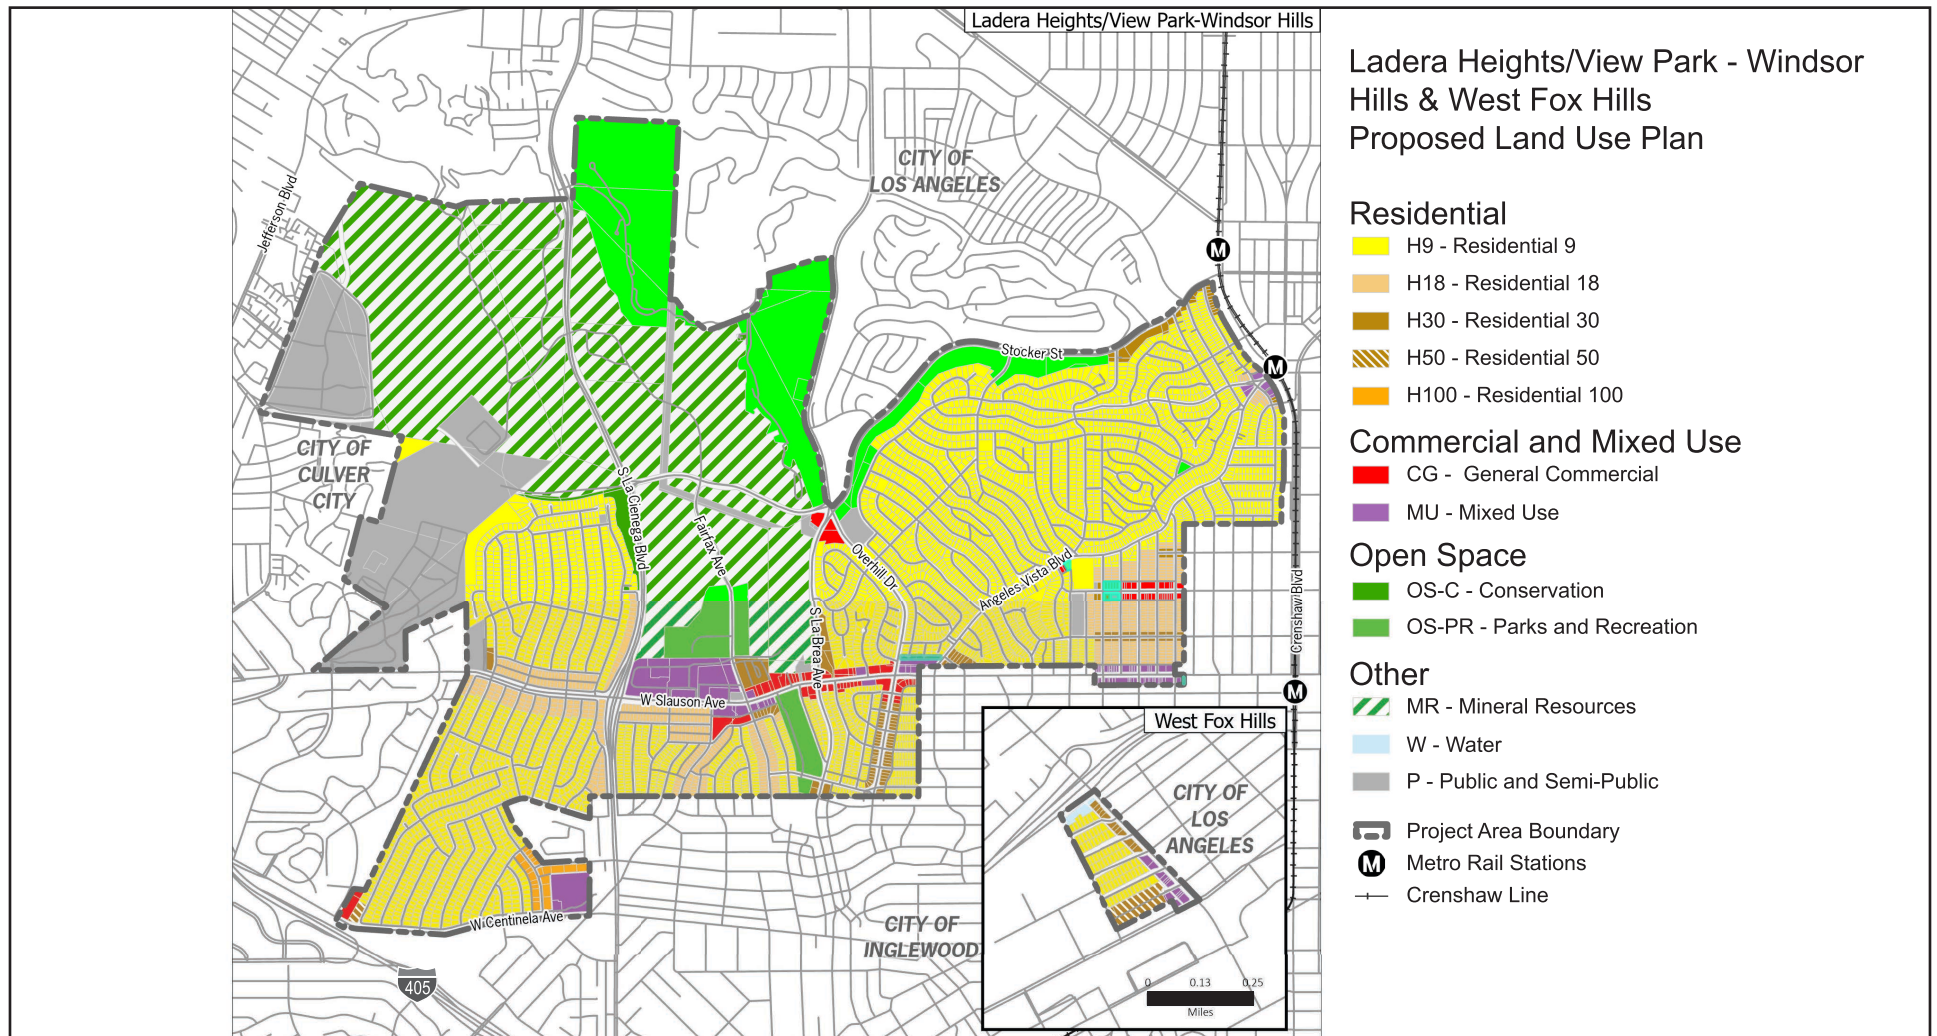 Ladera Heights/View Park-Windsor Hills
Ladera Heights/View Park - Windsor
Hills & West Fox Hills
Proposed Land Use Plan
Residential
H9 - Residential 9
H18 - Residential 18
H30 - Residential 30
H50 - Residential 50
H100 - Residential 100
Commercial and Mixed Use
CG - General Commercial
MU - Mixed Use
Open Space
OS-C - Conservation
OS-PR - Parks and Recreation
Other
MR - Mineral Resources
W - Water
P - Public and Semi-Public
Project Area Boundary
M Metro Rail Stations
Crenshaw Line
CITY OF
LOS ANGELES
Jefferson Blvd
M
M
Stocker St
CITY OF
CULVER
CITY
S La Cienega Blvd
Fairfax Ave
Overhill Dr
Angeles Vista Blvd
Crenshaw Blvd
S La Brea Ave
W Slauson Ave
M
W Centinela Ave
CITY OF
INGLEWOOD
405
West Fox Hills
CITY OF
LOS
ANGELES
0 0.13 0.25
Miles